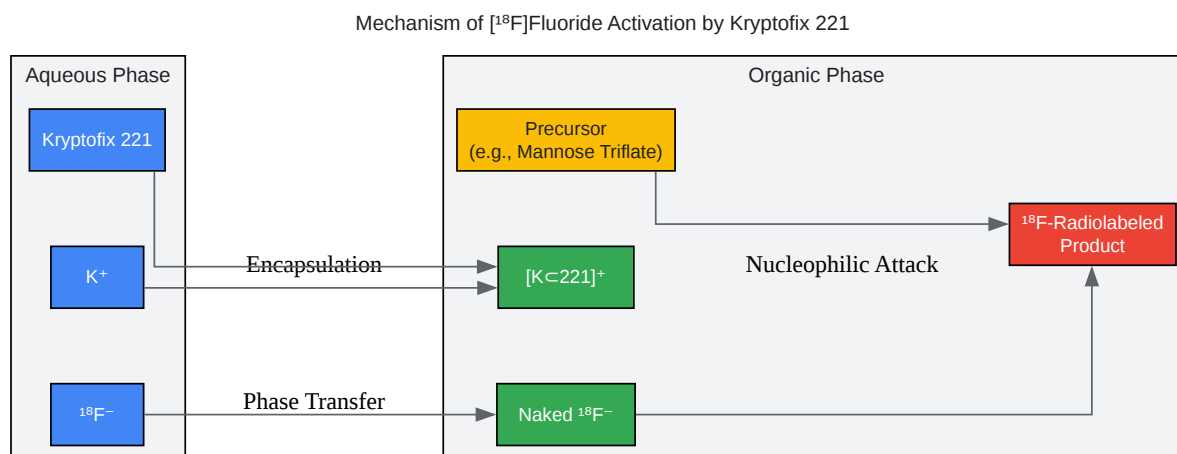 Mechanism of [¹⁸F]Fluoride Activation by Kryptofix 221
Aqueous Phase
Organic Phase
Kryptofix 221
Precursor
(e.g., Mannose Triflate)
¹⁸F-Radiolabeled
Product
K⁺
Encapsulation
[K⊂221]⁺
Nucleophilic Attack
¹⁸F⁻
Phase Transfer
Naked ¹⁸F⁻